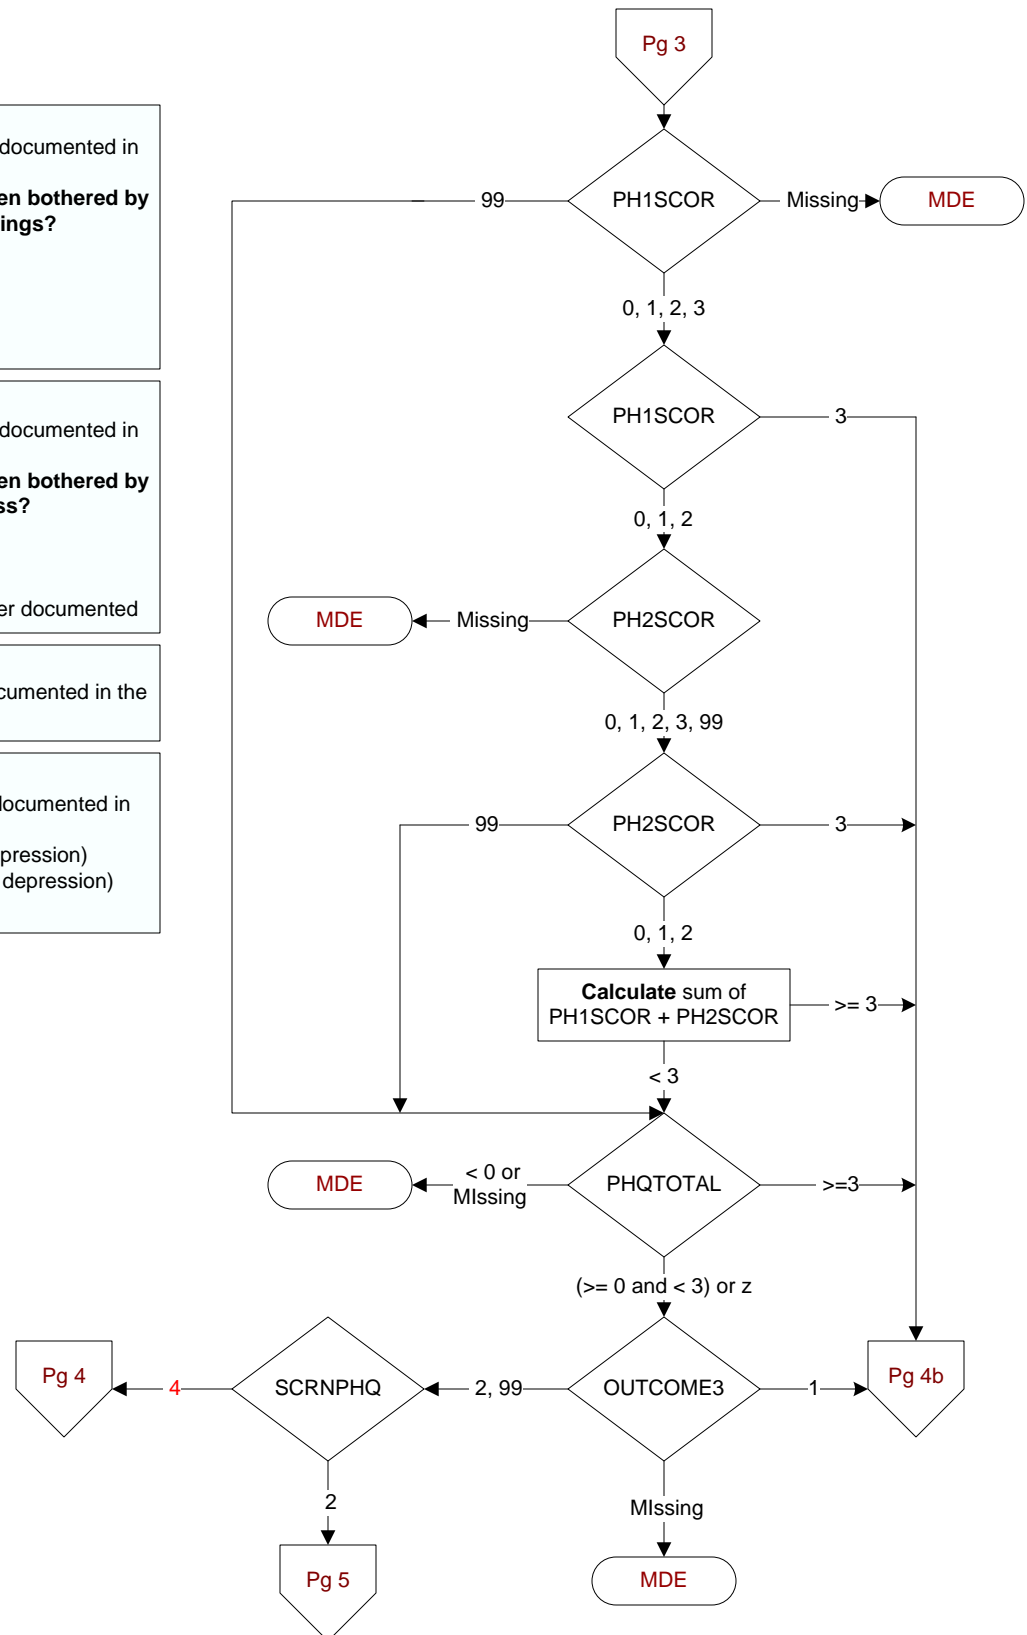 Pg 3
documented in
en bothered by
ings?
PH1SCOR
99
Missing
MDE
0, 1, 2, 3
PH1SCOR
3
documented in
en bothered by
ss?
er documented
0, 1, 2
PH2SCOR
Missing
MDE
cumented in the
0, 1, 2, 3, 99
documented in
pression)
depression)
PH2SCOR
99
3
0, 1, 2
Calculate sum of
PH1SCOR + PH2SCOR
>= 3
< 3
PHQTOTAL
< 0 or
MIssing
MDE
>=3
(>= 0 and < 3) or z
OUTCOME3
1
Pg 4b
2, 99
SCRNPHQ
4
Pg 4
2
Pg 5
MIssing
MDE